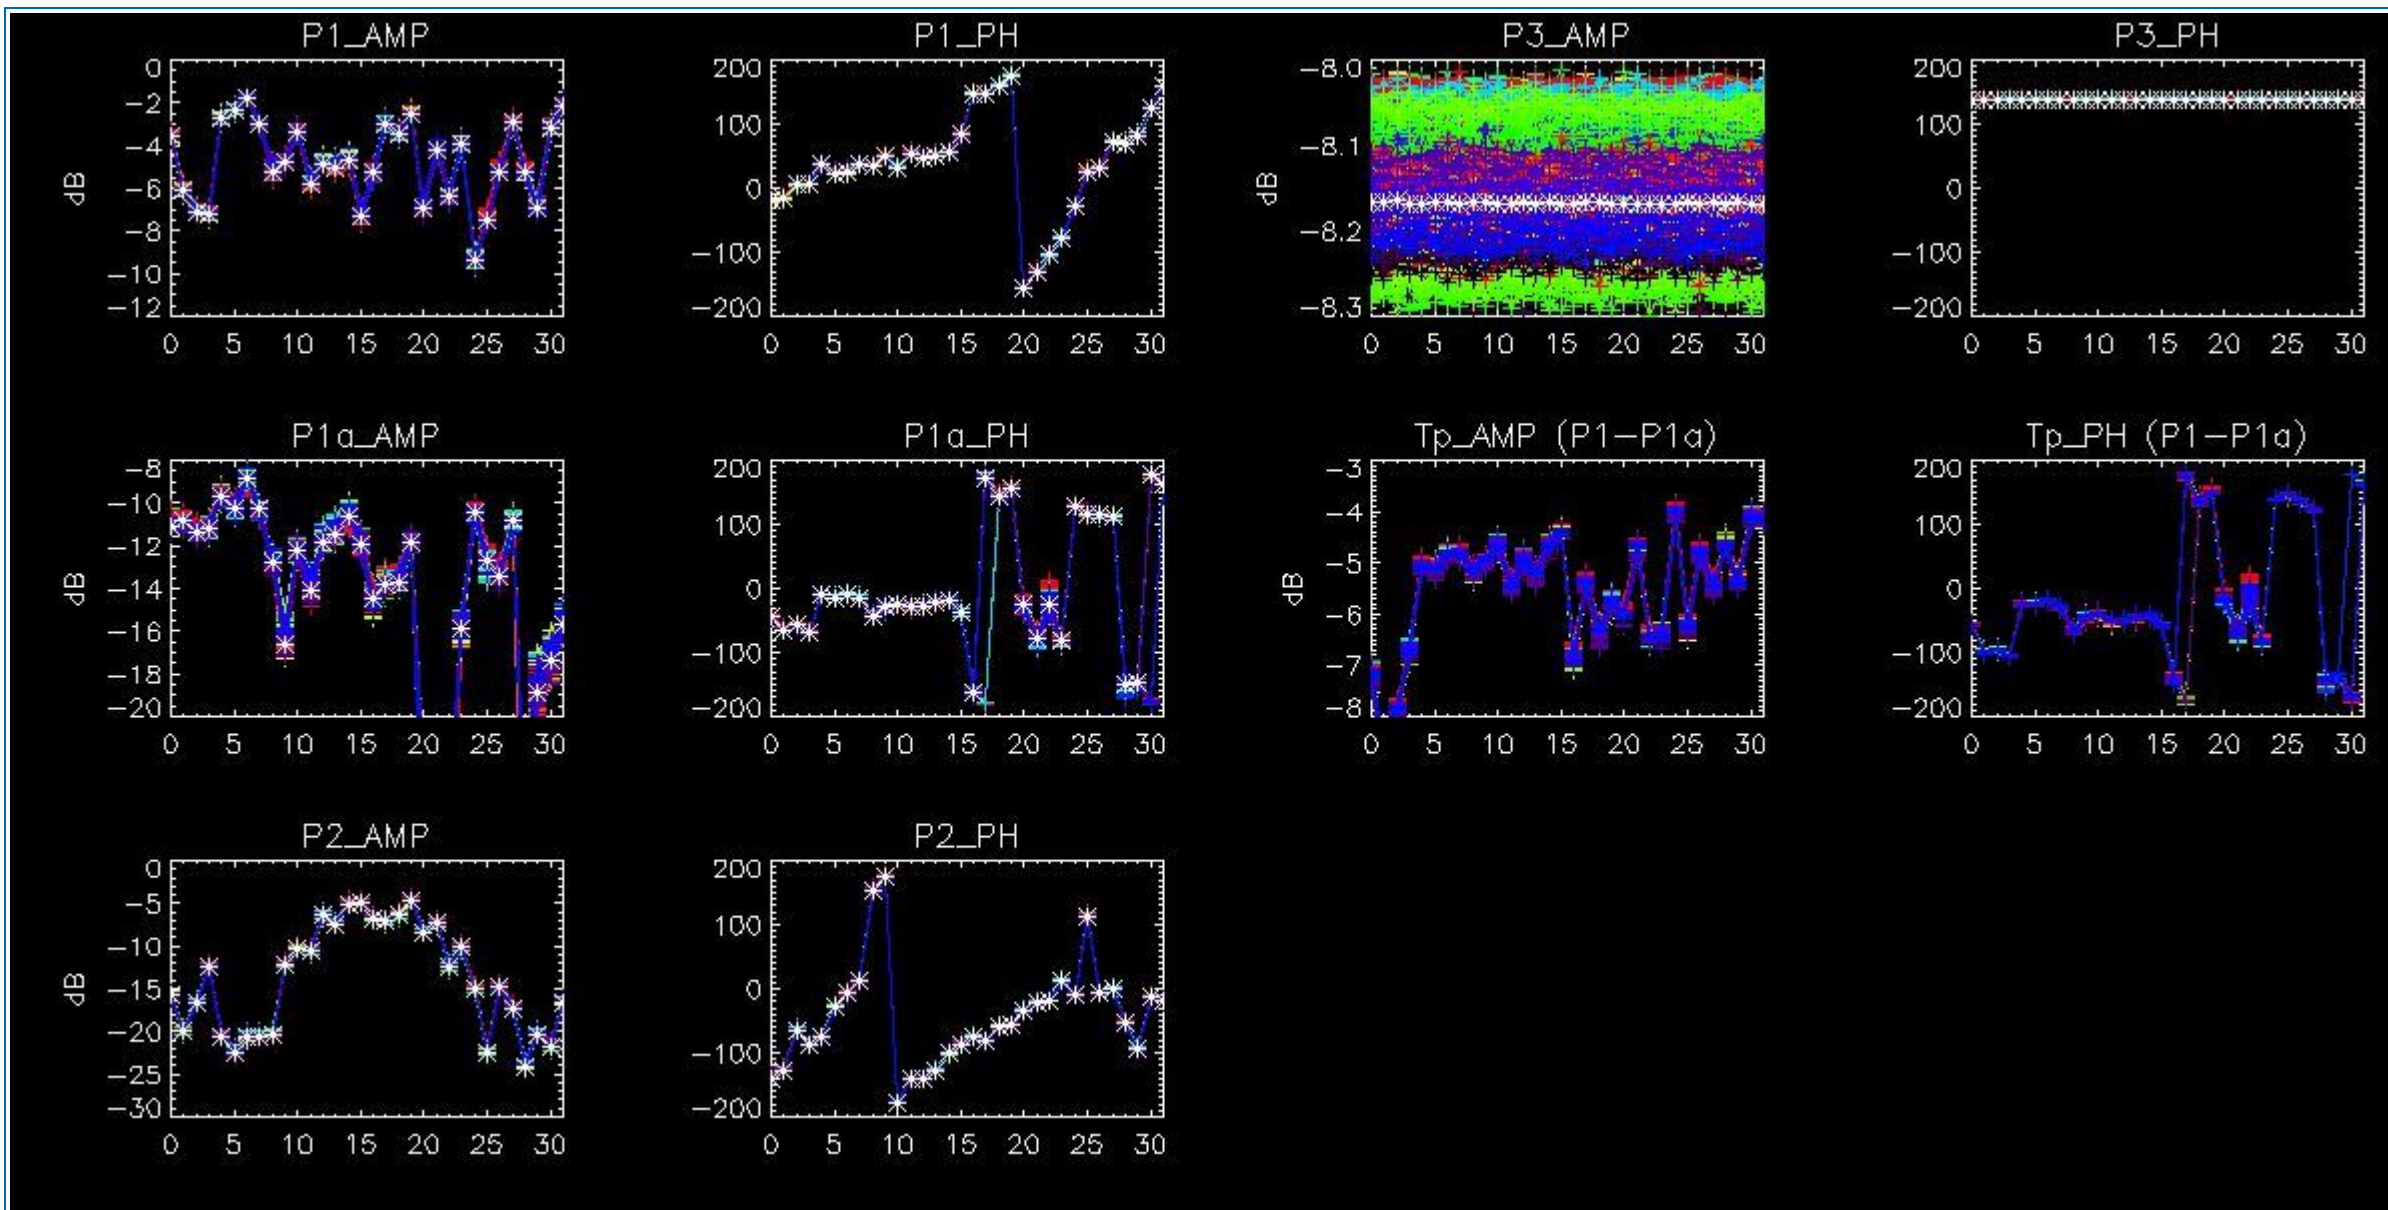 P1_AMP P1_PH P3_AMP P3_PH
0 200 -8.0 200
-2
-4 100 -8.1 100
dB -6 0 dB 0
-8 -100 -8.2 -100
-10
-12 -200 -8.3 -200
0 5 10 15 20 25 30 0 5 10 15 20 25 30 0 5 10 15 20 25 30 0 5 10 15 20 25 30
P1a_AMP P1a_PH Tp_AMP (P1-P1a) Tp_PH (P1-P1a)
-8 200 -3 200
-10 100 -4 100
-12
dB -14 0 dB -5 0
-16 -100 -6 -100
-18 -7
-20 -200 -8 -200
0 5 10 15 20 25 30 0 5 10 15 20 25 30 0 5 10 15 20 25 30 0 5 10 15 20 25 30
P2_AMP P2_PH
0 200
-5 100
-10
dB -15 0
-20 -100
-25
-30 -200
0 5 10 15 20 25 30 0 5 10 15 20 25 30